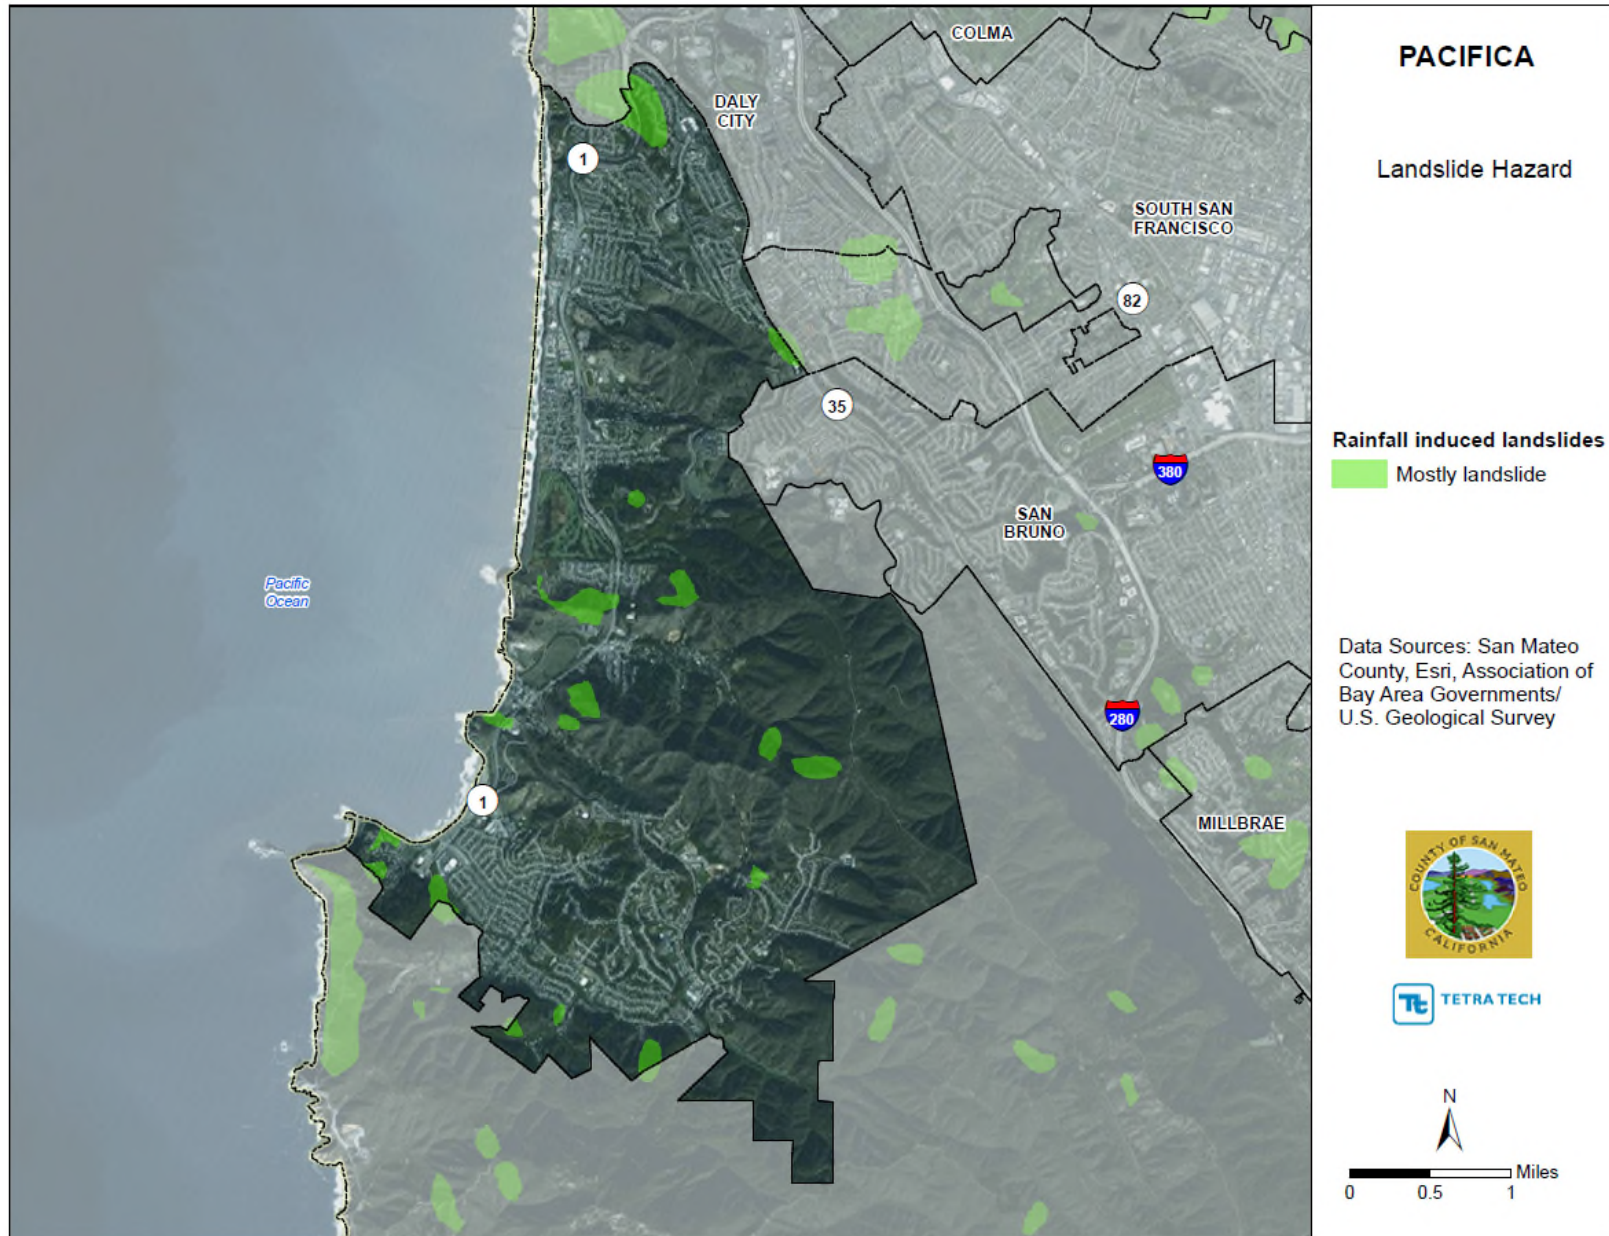 COLMA
DALY
CITY
1
SOUTH SAN
FRANCISCO
82
35
380
SAN
BRUNO
Pacific
Ocean
280
1
MILLBRAE
PACIFICA
Landslide Hazard
Rainfall induced landslides
Mostly landslide
Data Sources: San Mateo
County, Esri, Association of
Bay Area Governments/
U.S. Geological Survey
COUNTY OF SAN MATEO
CALIFORNIA
Tt TETRA TECH
N
Miles
0 0.5 1